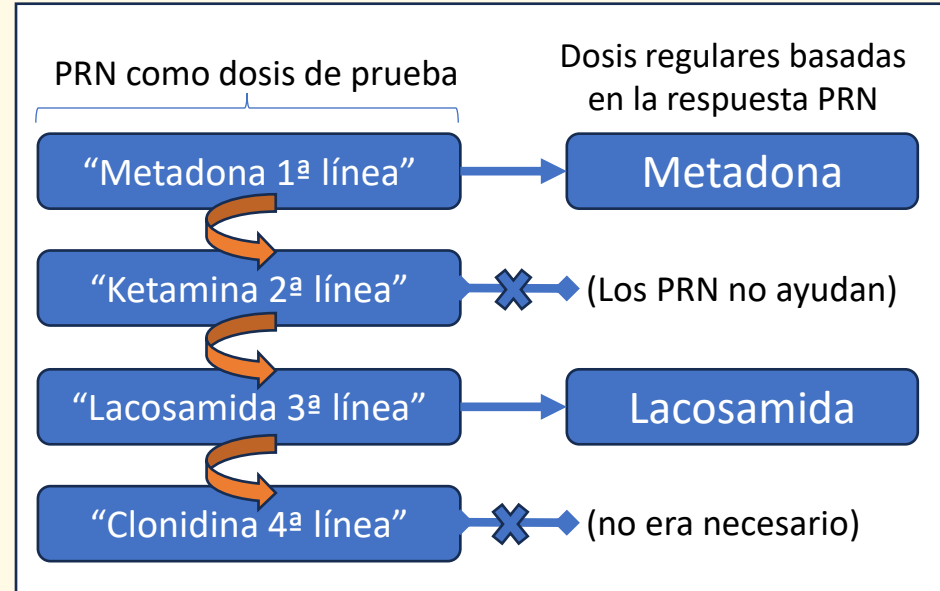 PRN como dosis de prueba
Dosis regulares basadas
en la respuesta PRN
“Metadona 1ª línea”
Metadona
“Ketamina 2ª línea”
(Los PRN no ayudan)
“Lacosamida 3ª línea”
Lacosamida
“Clonidina 4ª línea”
(no era necesario)